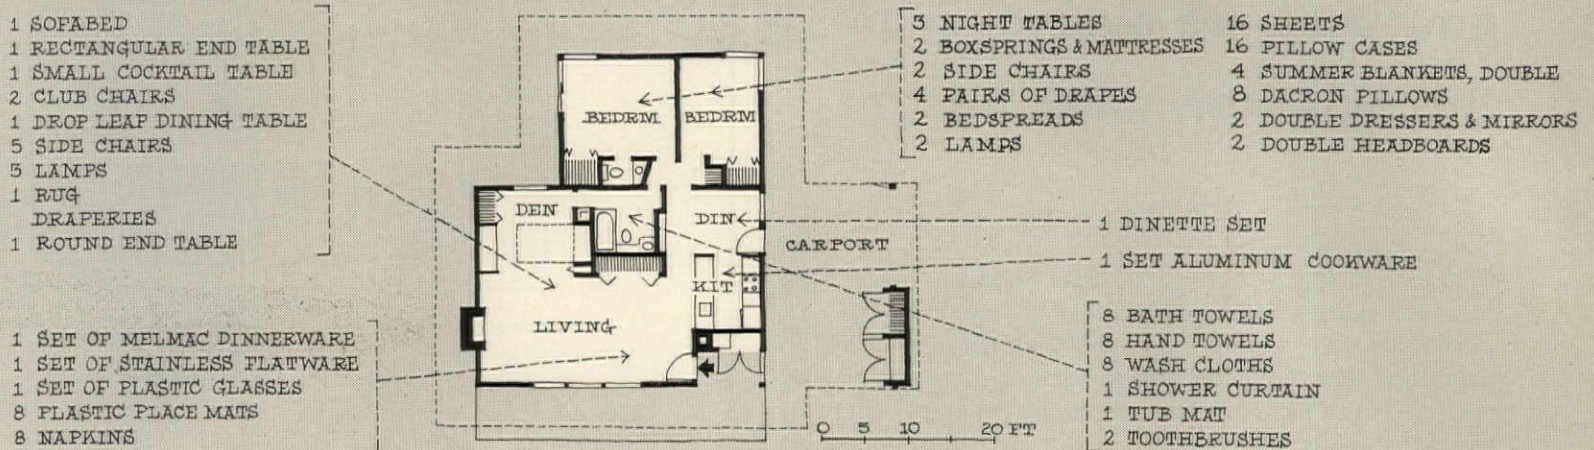 1 SOFABED
1 RECTANGULAR END TABLE
1 SMALL COCKTAIL TABLE
2 CLUB CHAIRS
1 DROP LEAF DINING TABLE
5 SIDE CHAIRS
3 LAMPS
1 RUG
DRAPERIES
1 ROUND END TABLE
1 SET OF MELMAC DINNERWARE
1 SET OF STAINLESS FLATWARE
1 SET OF PLASTIC GLASSES
8 PLASTIC PLACE MATS
8 NAPKINS
BEDRM
BEDRM
DEN
DIN
CARPORT
KIT
LIVING
0 5 10 20 FT
3 NIGHT TABLES
2 BOXSPRINGS & MATTRESSES
2 SIDE CHAIRS
4 PAIRS OF DRAPES
2 BEDSPREADS
2 LAMPS
16 SHEETS
16 PILLOW CASES
4 SUMMER BLANKETS, DOUBLE
8 DACRON PILLOWS
2 DOUBLE DRESSERS & MIRRORS
2 DOUBLE HEADBOARDS
1 DINETTE SET
1 SET ALUMINUM COOKWARE
8 BATH TOWELS
8 HAND TOWELS
8 WASH CLOTHS
1 SHOWER CURTAIN
1 TUB MAT
2 TOOTHBRUSHES